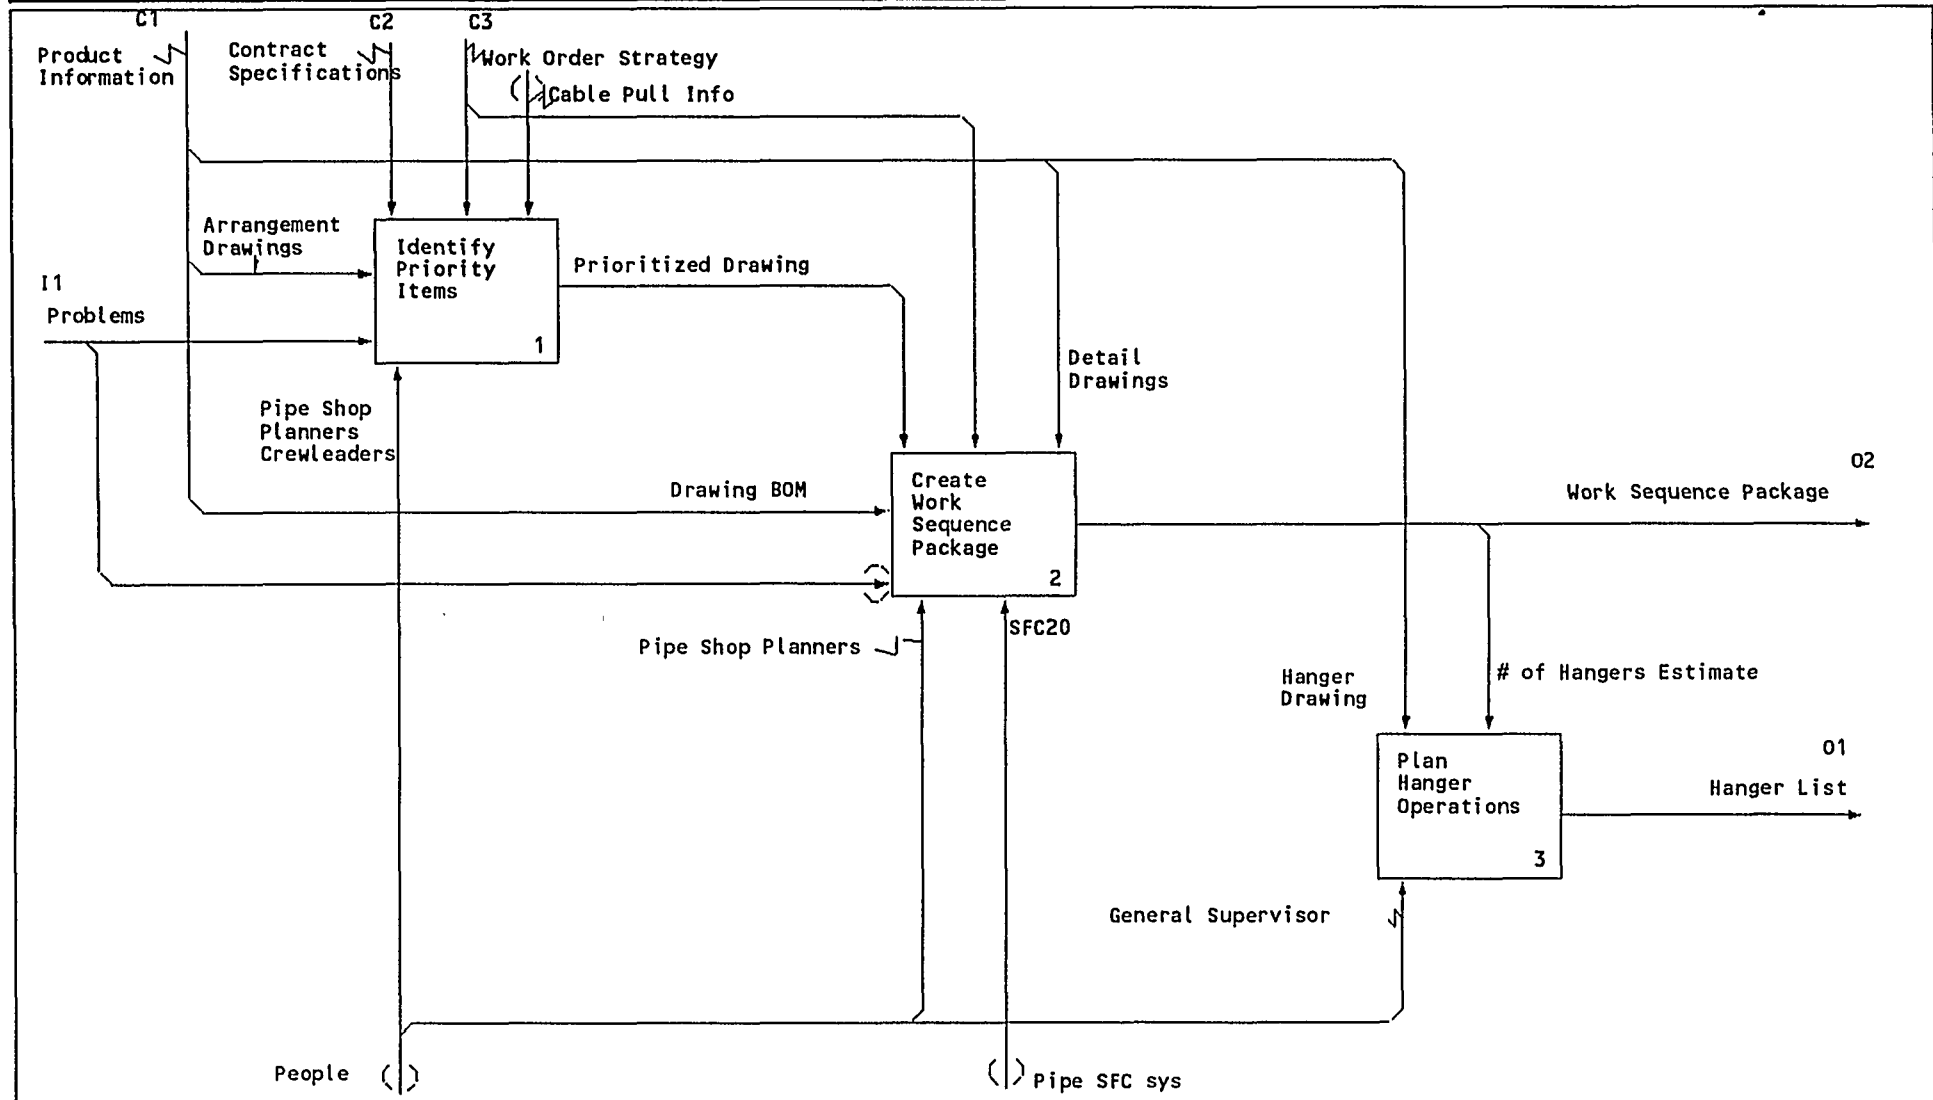 C1
C2
C3
Product
Information
Contract
Specifications
Work Order Strategy
Cable Pull Info
Arrangement
Drawings
Identify
Priority
Items
1
Prioritized Drawing
I1
Problems
Detail
Drawings
Pipe Shop
Planners
Crewleaders
Drawing BOM
Create
Work
Sequence
Package
2
O2
Work Sequence Package
SFC20
Pipe Shop Planners
Hanger
Drawing
# of Hangers Estimate
Plan
Hanger
Operations
3
O1
Hanger List
General Supervisor
People
Pipe SFC sys